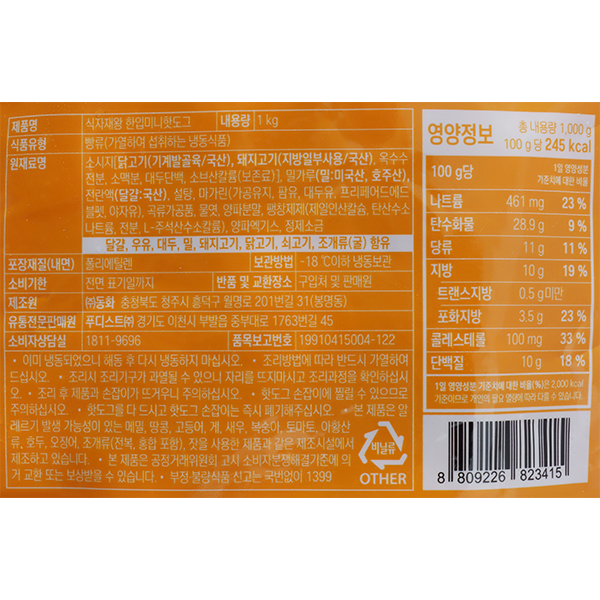 제품명 식자재왕 한입미니핫도그 내용량 1 kg
식품유형 빵류(가열하여 섭취하는 냉동식품)
원재료명 소시지[닭고기(기계발골육/국산), 돼지고기(지방일부사용/국산), 옥수수
전분, 소맥분, 대두단백, 소브산칼륨(보존료)], 밀가루(밀:미국산, 호주산),
전란액(달걀:국산), 설탕, 마가린(가공유지, 팜유, 대두유, 프리페어드에드
블펫, 야자유), 곡류가공품, 물엿, 양파분말, 팽창제제(제일인산칼슘, 탄산수소
나트륨, 전분, L-주석산수소칼륨), 양파엑기스, 정제소금
달걀, 우유, 대두, 밀, 돼지고기, 닭고기, 쇠고기, 조개류(굴) 함유
포장재질(내면) 폴리에틸렌 보관방법 -18 ℃이하 냉동보관
소비기한 전면 표기일까지 반품 및 교환장소 구입처 및 판매원
제조원 ㈜동화 충청북도 청주시 흥덕구 월명로 201번길 31(봉명동)
유통전문판매원 푸디스트㈜ 경기도 이천시 부발읍 중부대로 1763번길 45
소비자상담실 1811-9696 품목보고번호 19910415004-122
• 이미 냉동되었으니 해동 후 다시 냉동하지 마십시오. • 조리방법에 따라 반드시 가열하여
드십시오. • 조리시 조리기구가 과열될 수 있으니 자리를 뜨지마시고 조리과정을 확인하십시
오. • 조리 후 제품과 손잡이가 뜨거우니 주의하십시오. • 핫도그 손잡이에 찔릴 수 있으므로
주의하십시오. • 핫도그를 다 드시고 핫도그 손잡이는 즉시 폐기해주십시오. • 본 제품은 알
레르기 발생 가능성이 있는 메밀, 땅콩, 고등어, 게, 새우, 복숭아, 토마토, 아황산
류, 호두, 오징어, 조개류(전복, 홍합 포함), 잣을 사용한 제품과 같은 제조시설에서
제조하고 있습니다. • 본 제품은 공정거래위원회 고시 소비자분쟁해결기준에 의
거 교환 또는 보상받을 수 있습니다. • 부정·불량식품 신고는 국번없이 1399
비닐류
OTHER
영양정보 총 내용량 1,000 g
100 g 당 245 kcal
100 g당 1일 영양성분
기준치에 대한 비율
나트륨 461 mg 23 %
탄수화물 28.9 g 9 %
당류 11 g 11 %
지방 10 g 19 %
트랜스지방 0.5 g 미만
포화지방 3.5 g 23 %
콜레스테롤 100 mg 33 %
단백질 10 g 18 %
1일 영양성분 기준치에 대한 비율(%)은 2,000 kcal
기준이므로 개인의 필요 열량에 따라 다를 수 있습니다.
8 809226 823415